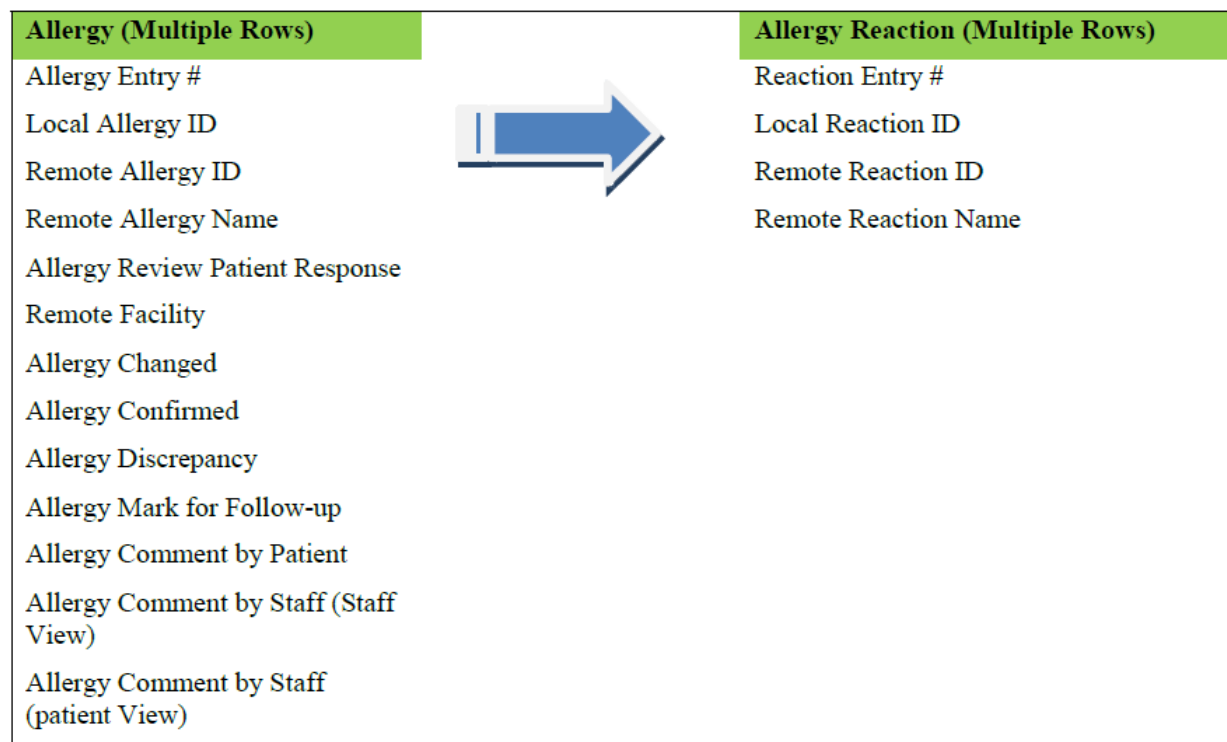 Allergy (Multiple Rows)
Allergy Entry #
Local Allergy ID
Remote Allergy ID
Remote Allergy Name
Allergy Review Patient Response
Remote Facility
Allergy Changed
Allergy Confirmed
Allergy Discrepancy
Allergy Mark for Follow-up
Allergy Comment by Patient
Allergy Comment by Staff (Staff
View)
Allergy Comment by Staff
(patient View)
Allergy Reaction (Multiple Rows)
Reaction Entry #
Local Reaction ID
Remote Reaction ID
Remote Reaction Name